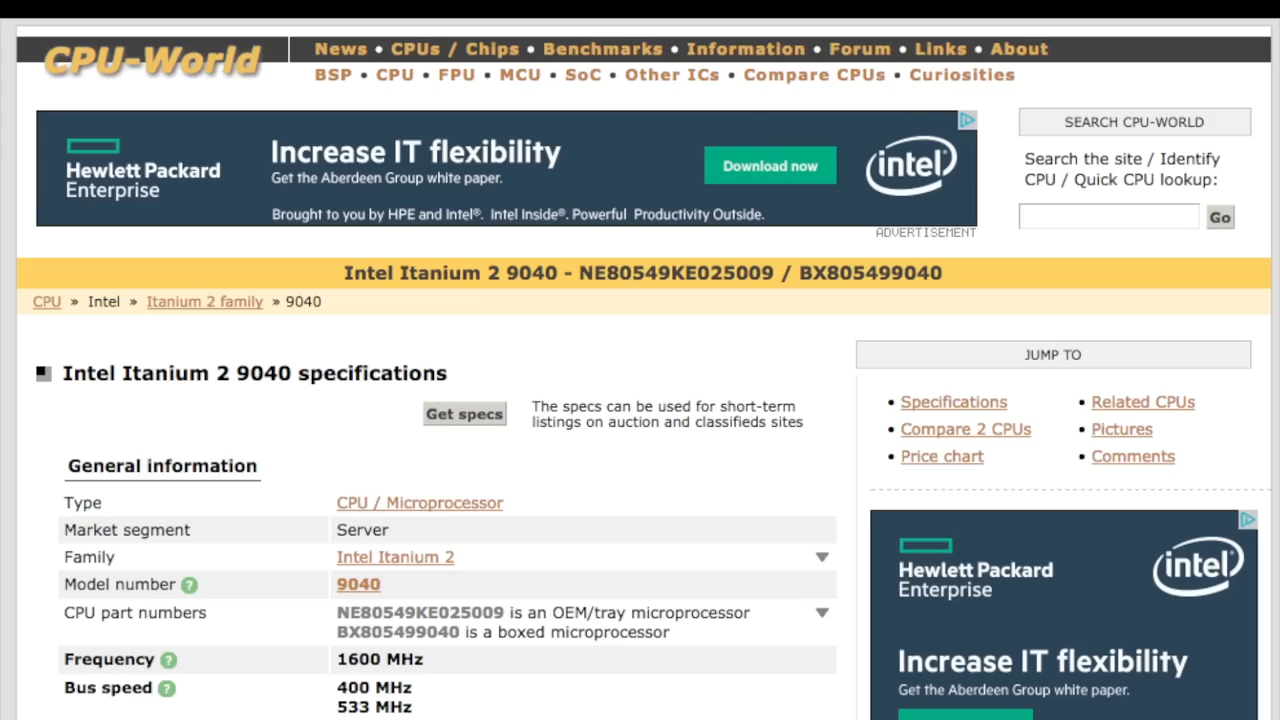 CPU-World
News • CPUs / Chips • Benchmarks • Information • Forum • Links • About
BSP • CPU • FPU • MCU • SoC • Other ICs • Compare CPUs • Curiosities
Hewlett Packard
Enterprise
Increase IT flexibility
Get the Aberdeen Group white paper.
Brought to you by HPE and Intel®. Intel Inside®. Powerful Productivity Outside.
Download now
intel
ADVERTISEMENT
SEARCH CPU-WORLD
Search the site / Identify
CPU / Quick CPU lookup:
Go
Intel Itanium 2 9040 - NE80549KE025009 / BX805499040
CPU » Intel » Itanium 2 family » 9040
Intel Itanium 2 9040 specifications
Get specs
The specs can be used for short-term
listings on auction and classifieds sites
General information
Type CPU / Microprocessor
Market segment Server
Family Intel Itanium 2
Model number ? 9040
CPU part numbers NE80549KE025009 is an OEM/tray microprocessor
BX805499040 is a boxed microprocessor
Frequency ? 1600 MHz
Bus speed ? 400 MHz
533 MHz
JUMP TO
• Specifications
• Compare 2 CPUs
• Price chart
• Related CPUs
• Pictures
• Comments
Hewlett Packard
Enterprise
intel
Increase IT flexibility
Get the Aberdeen Group white paper.